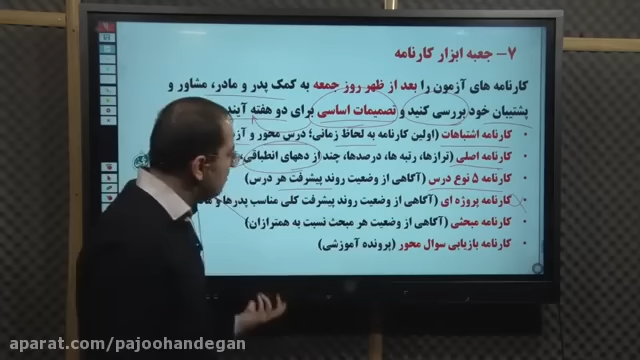 ۷- جعبه ابزار کارنامه
کارنامه های آزمون را بعد از ظهر روز جمعه به کمک پدر و مادر، مشاور و
پشتیبان خود بررسی کنید و تصمیمات اساسی برای دو هفته
• کارنامه اشتباهات (اولین کارنامه به لحاظ زمانی؛ درس محور و
• کارنامه اصلی (ترازها، رتبه ها، درصدها، چند از ده‍های انطباقی،
• کارنامه ۵ نوع درس (آگاهی از وضعیت روند پیشرفت هر درس)
• کارنامه پروژه ای (آگاهی از وضعیت روند پیشرفت کلی مناسب پدرها و
• کارنامه مبحثی (آگاهی از وضعیت هر مبحث نسبت به همترازان)
• کارنامه بازیابی سوال محور (پرونده آموزشی)
aparat.com/pajoohandegan